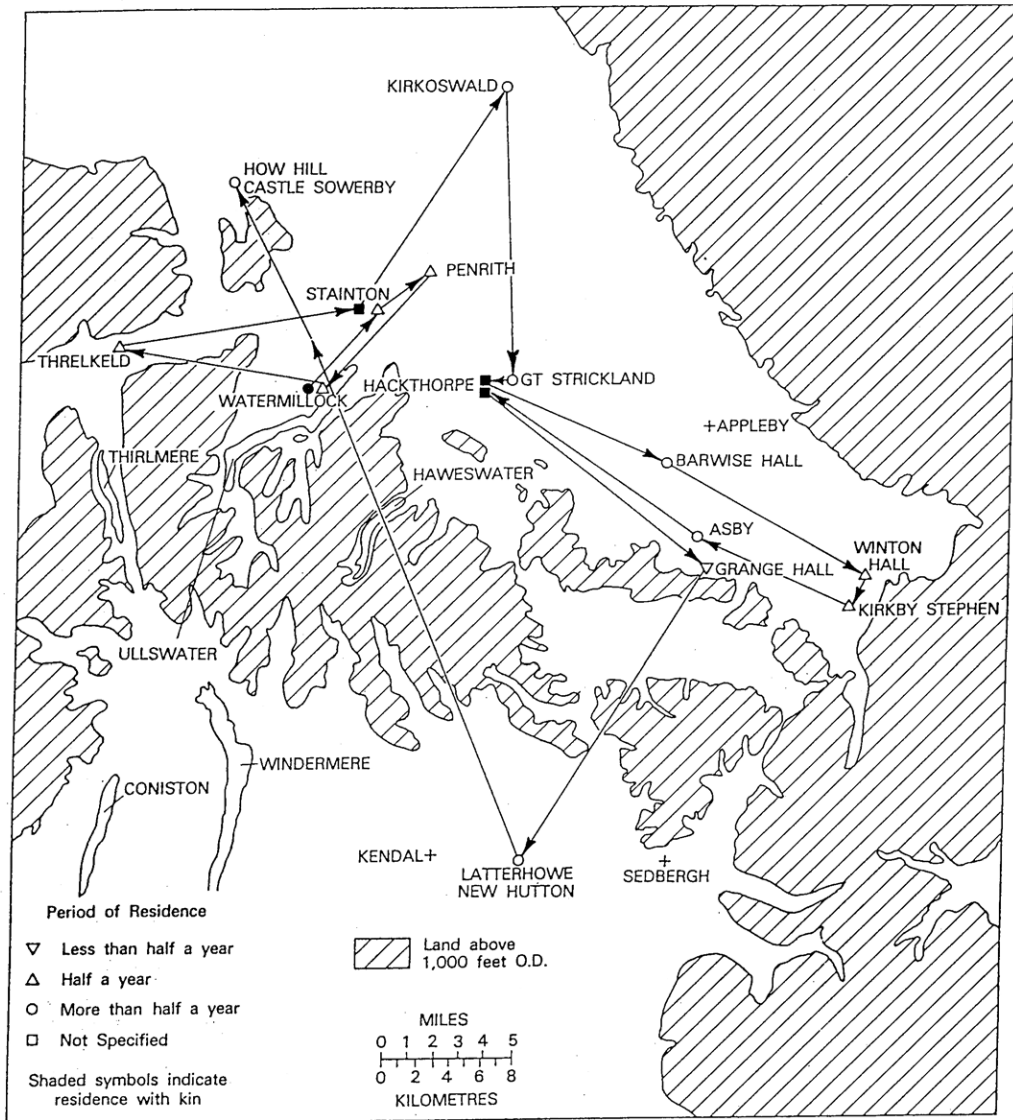 KIRKOSWALD
HOW HILL
CASTLE SOWERBY
PENRITH
STAINTON
THRELKELD
HACKTHORPE
GT STRICKLAND
WATERMILLOCK
+APPLEBY
THIRLMERE
BARWISE HALL
HAWESWATER
ASBY
WINTON
HALL
GRANGE HALL
KIRKBY STEPHEN
ULLSWATER
WINDERMERE
CONISTON
KENDAL+
LATTERHOWE
NEW HUTTON
+
SEDBERGH
Period of Residence
Less than half a year
Half a year
More than half a year
Not Specified
Shaded symbols indicate
residence with kin
Land above
1,000 feet O.D.
MILES
0 1 2 3 4 5
0 2 4 6 8
KILOMETRES